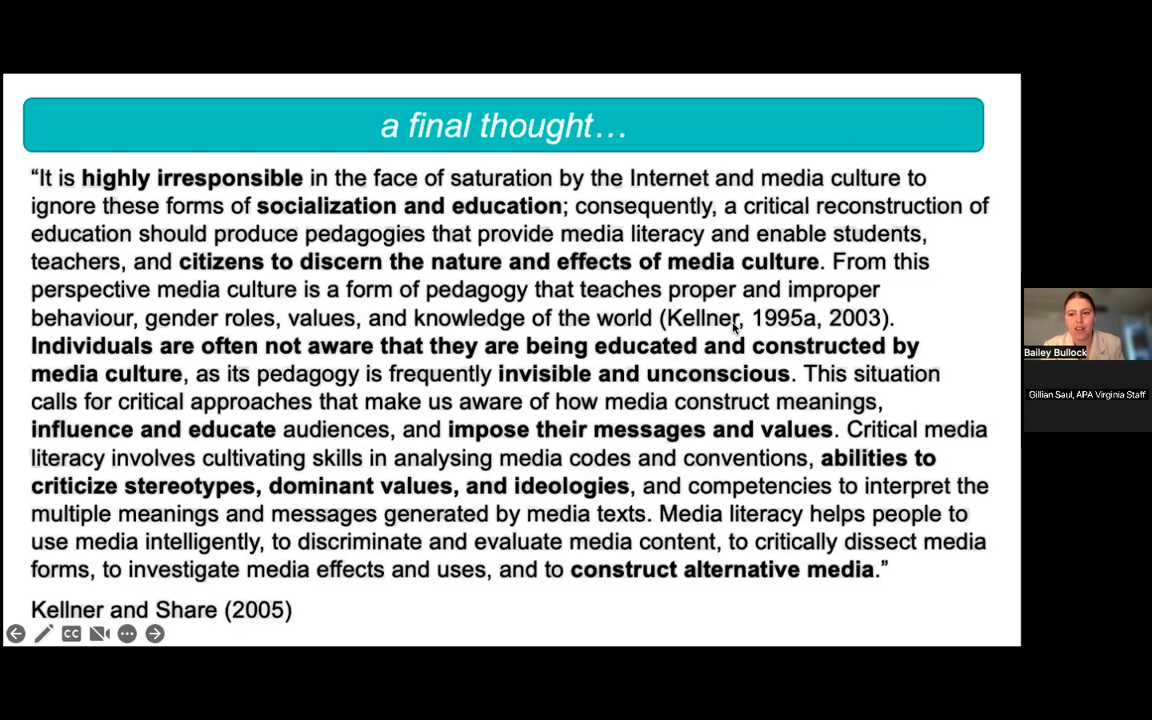 a final thought…
“It is highly irresponsible in the face of saturation by the Internet and media culture to
ignore these forms of socialization and education; consequently, a critical reconstruction of
education should produce pedagogies that provide media literacy and enable students,
teachers, and citizens to discern the nature and effects of media culture. From this
perspective media culture is a form of pedagogy that teaches proper and improper
behaviour, gender roles, values, and knowledge of the world (Kellner, 1995a, 2003).
Individuals are often not aware that they are being educated and constructed by
media culture, as its pedagogy is frequently invisible and unconscious. This situation
calls for critical approaches that make us aware of how media construct meanings,
influence and educate audiences, and impose their messages and values. Critical media
literacy involves cultivating skills in analysing media codes and conventions, abilities to
criticize stereotypes, dominant values, and ideologies, and competencies to interpret the
multiple meanings and messages generated by media texts. Media literacy helps people to
use media intelligently, to discriminate and evaluate media content, to critically dissect media
forms, to investigate media effects and uses, and to construct alternative media.”
Kellner and Share (2005)
CC
Bailey Bullock
Gillian Saul, APA Virginia Staff